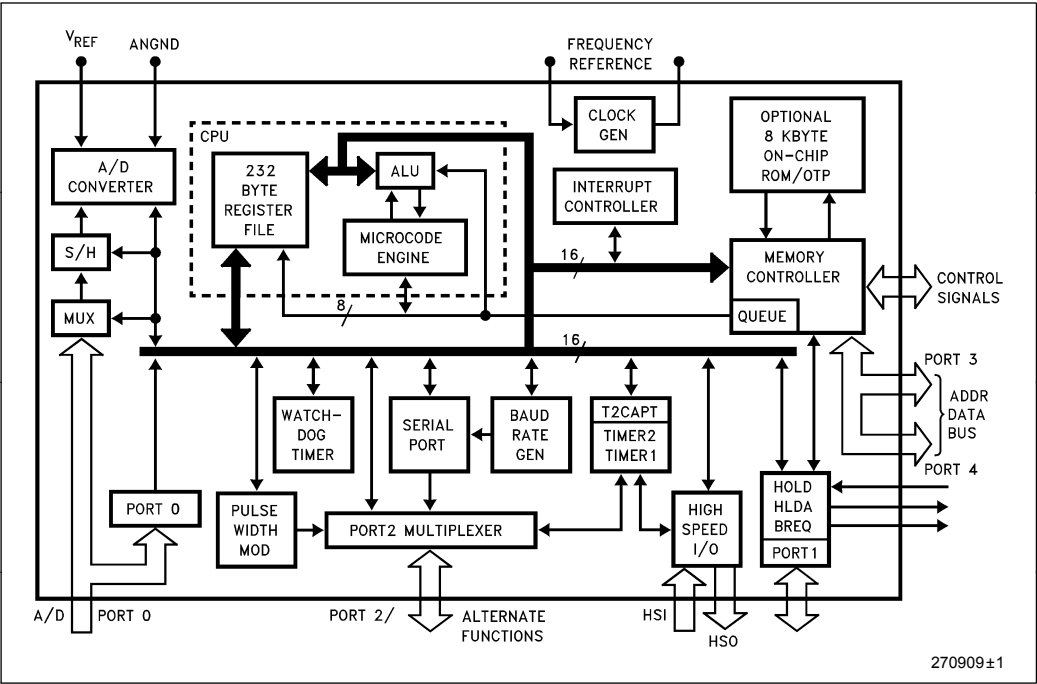 VREF
ANGND
FREQUENCY
REFERENCE
CPU
CLOCK
GEN
OPTIONAL
8 KBYTE
ON-CHIP
ROM/OTP
A/D
CONVERTER
232
BYTE
REGISTER
FILE
ALU
INTERRUPT
CONTROLLER
S/H
MICROCODE
ENGINE
16
MEMORY
CONTROLLER
CONTROL
SIGNALS
MUX
8
QUEUE
16
PORT 3
ADDR
DATA
BUS
PORT 4
WATCH-
DOG
TIMER
SERIAL
PORT
BAUD
RATE
GEN
T2CAPT
TIMER2
TIMER1
PORT 0
PULSE
WIDTH
MOD
PORT2 MULTIPLEXER
HIGH
SPEED
I/O
HOLD
HLDA
BREQ
PORT1
A/D
PORT 0
PORT 2/
ALTERNATE
FUNCTIONS
HSI
HSO
270909±1